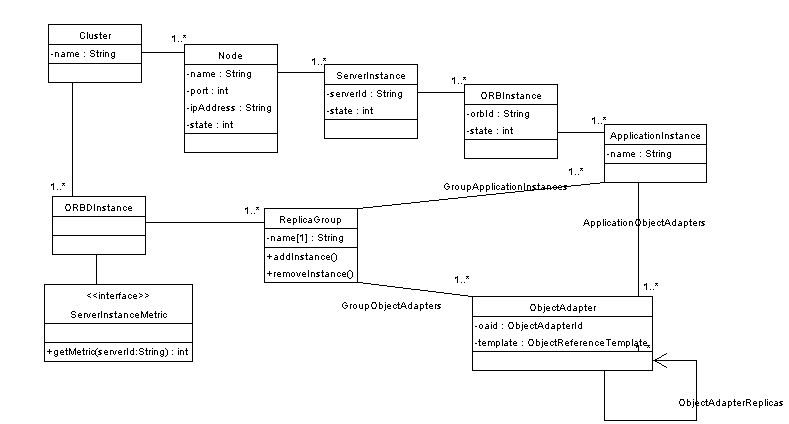 Cluster
-name : String
1..*
Node
-name : String
-port : int
-ipAddress : String
-state : int
1..*
ServerInstance
-serverId : String
-state : int
1..*
ORBInstance
-orbId : String
-state : int
1..*
ApplicationInstance
-name : String
1..*
GroupApplicationInstances
1..*
ORBDInstance
1..*
ReplicaGroup
-name[1] : String
+addInstance()
+removeInstance()
ApplicationObjectAdapters
1..*
1..*
GroupObjectAdapters
<<interface>>
ServerInstanceMetric
+getMetric(serverId:String) : int
ObjectAdapter
-oaid : ObjectAdapterId
-template : ObjectReferenceTemplate
1..*
ObjectAdapterReplicas